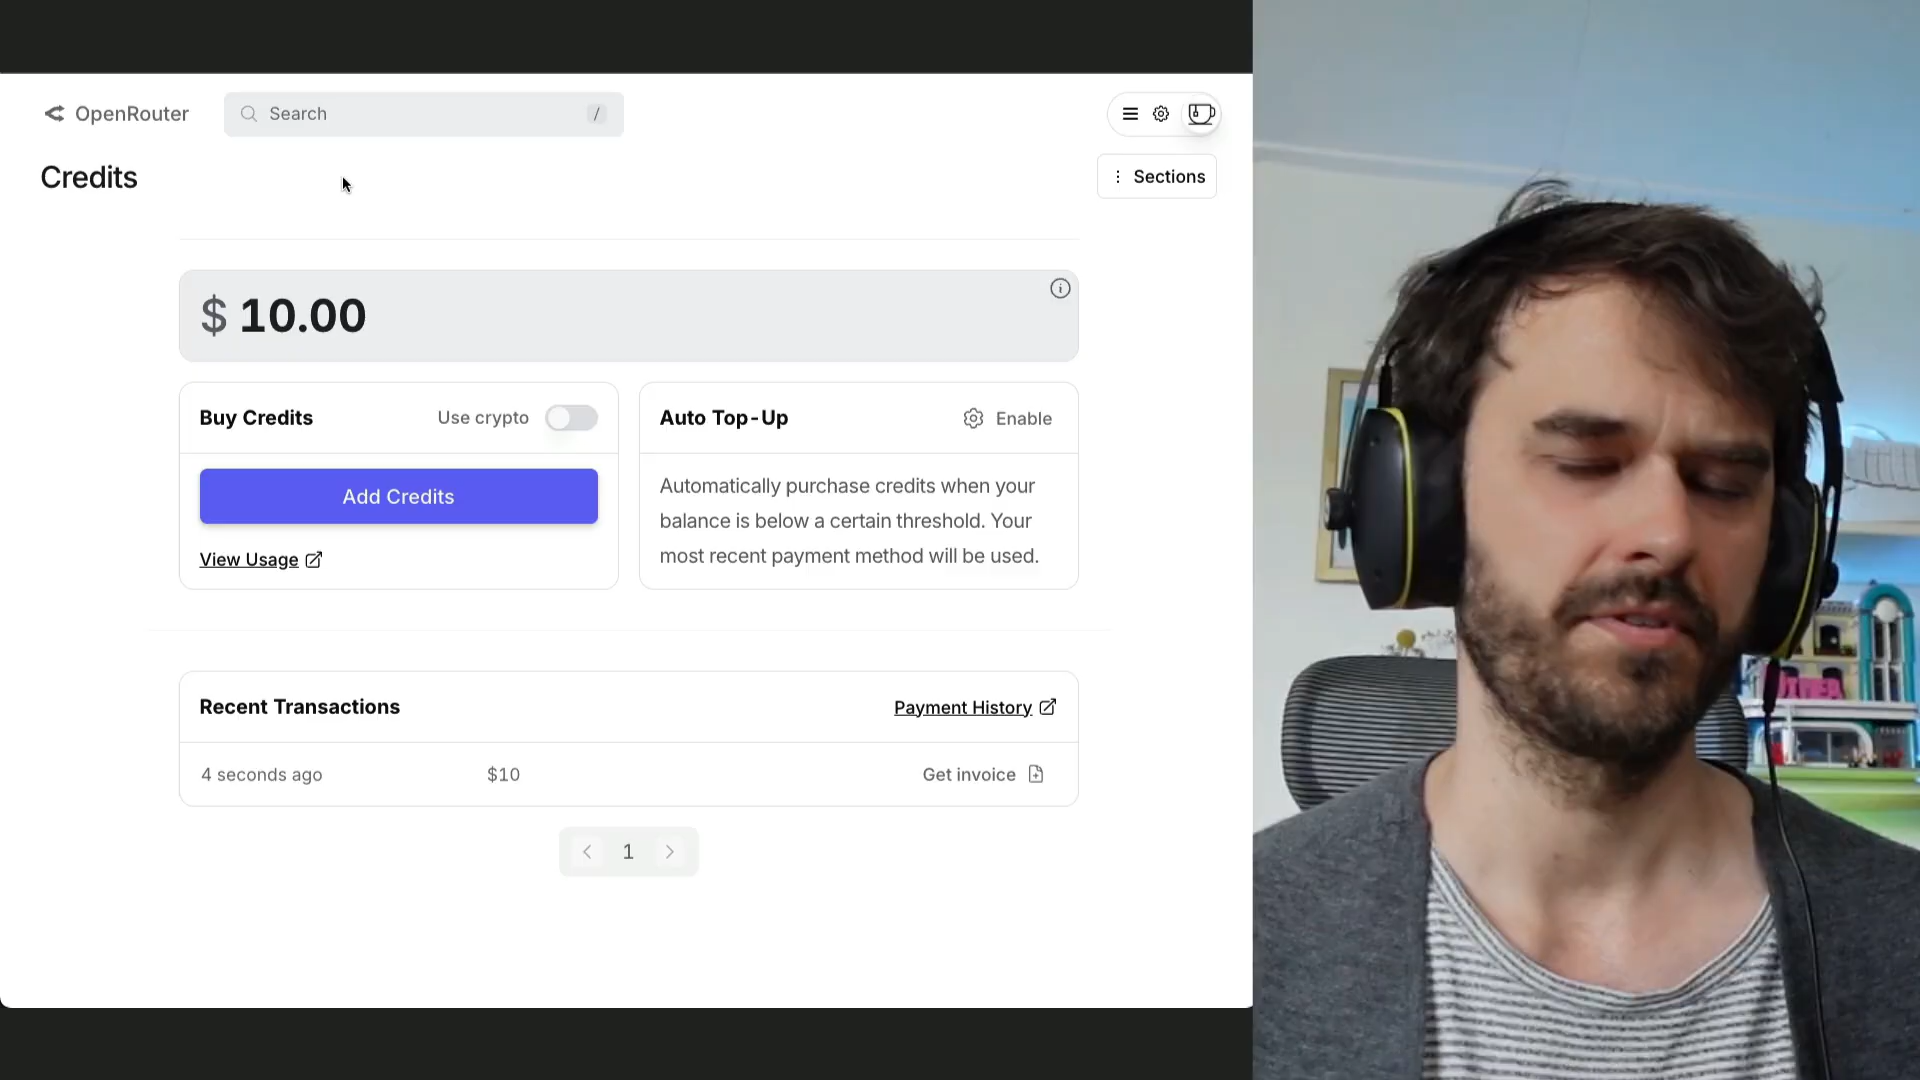 OpenRouter
Search /
Credits
Sections
$ 10.00
Buy Credits
Use crypto
Add Credits
View Usage
Auto Top-Up
Enable
Automatically purchase credits when your
balance is below a certain threshold. Your
most recent payment method will be used.
Recent Transactions
Payment History
4 seconds ago
$10
Get invoice
1